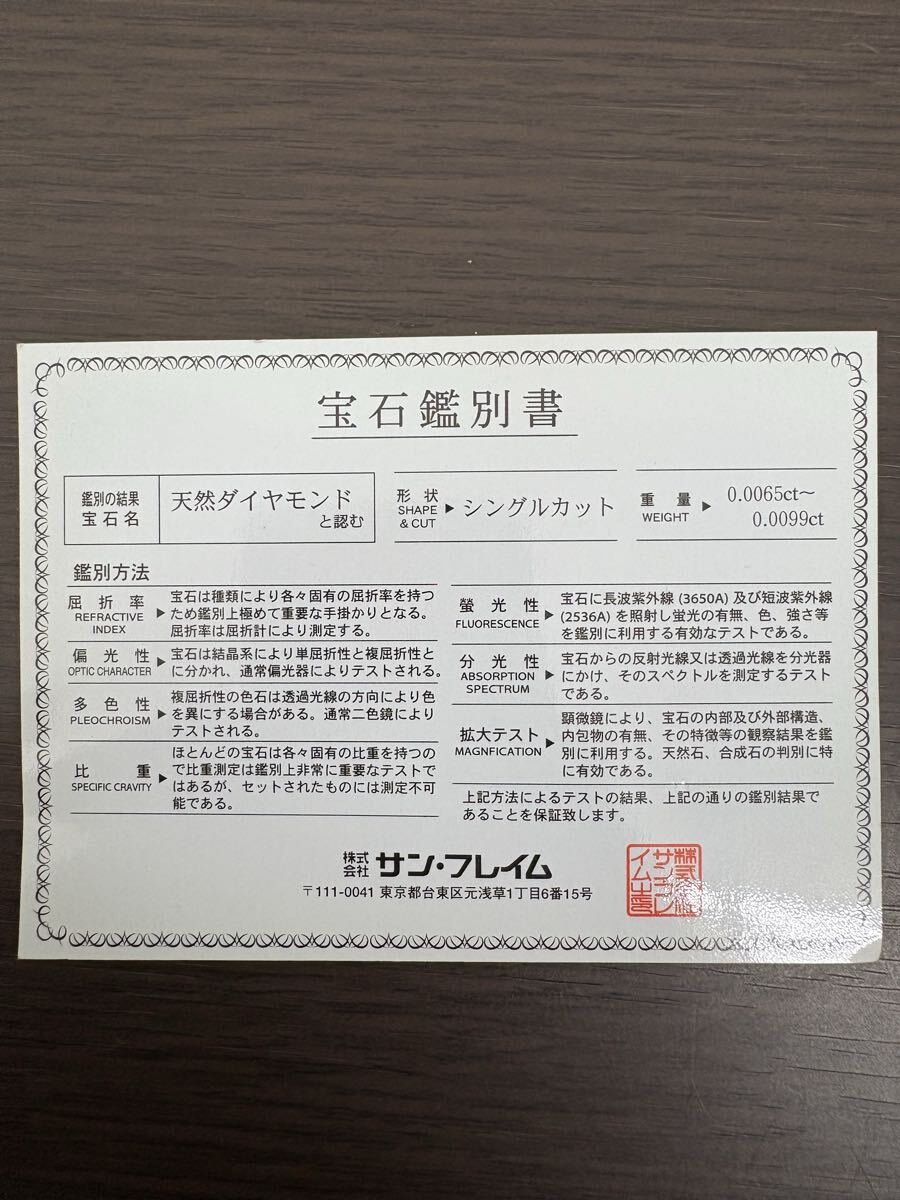 宝石鑑別書
鑑別の結果
宝石名
天然ダイヤモンド
と認む
形状
SHAPE
& CUT
シングルカット
重量
WEIGHT
0.0065ct〜
0.0099ct
鑑別方法
屈折率
REFRACTIVE
INDEX
宝石は種類により各々固有の屈折率を持つ
ため鑑別上極めて重要な手掛かりとなる。
屈折率は屈折計により測定する。
偏光性
OPTIC CHARACTER
宝石は結晶系により単屈折性と複屈折性と
に分かれ、通常偏光器によりテストされる。
多色性
PLEOCHROISM
複屈折性の色石は透過光線の方向により色
を異にする場合がある。通常二色鏡により
テストされる。
比重
SPECIFIC CRAVITY
ほとんどの宝石は各々固有の比重を持つの
で比重測定は鑑別上非常に重要なテストで
はあるが、セットされたものには測定不可
能である。
螢光性
FLUORESCENCE
宝石に長波紫外線 (3650A) 及び短波紫外線
(2536A) を照射し蛍光の有無、色、強さ等
を鑑別に利用する有効なテストである。
分光性
ABSORPTION
SPECTRUM
宝石からの反射光線又は透過光線を分光器
にかけ、そのスペクトルを測定するテスト
である。
拡大テスト
MAGNFICATION
顕微鏡により、宝石の内部及び外部構造、
内包物の有無、その特徴等の観察結果を鑑
別に利用する。天然石、合成石の判別に特
に有効である。
上記方法によるテストの結果、上記の通りの鑑別結果で
あることを保証致します。
株式会社 サン・フレイム
〒111-0041 東京都台東区元浅草1丁目6番15号